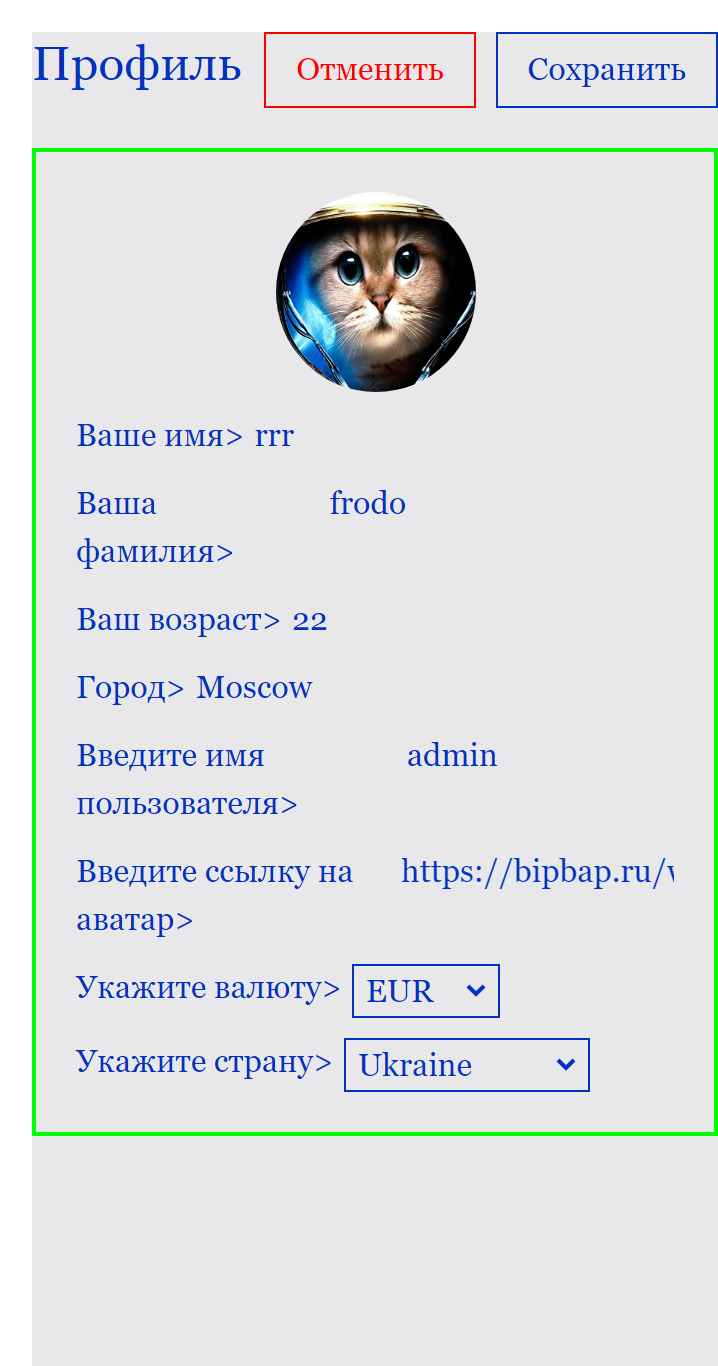 Профиль Отменить Сохранить
Ваше имя> rrr
Ваша frodo
фамилия>
Ваш возраст> 22
Город> Moscow
Введите имя admin
пользователя>
Введите ссылку на https://bipbap.ru/
аватар>
Укажите валюту> EUR
Укажите страну> Ukraine